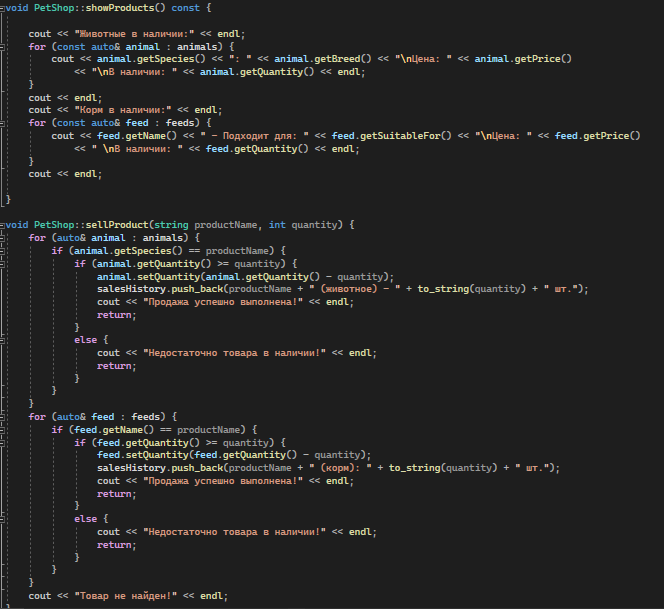 void PetShop::showProducts() const {
cout << "Животные в наличии:" << endl;
for (const auto& animal : animals) {
cout << animal.getSpecies() << ": " << animal.getBreed() << "\nЦена: " << animal.getPrice()
<< "\nВ наличии: " << animal.getQuantity() << endl;
}
cout << endl;
cout << "Корм в наличии:" << endl;
for (const auto& feed : feeds) {
cout << feed.getName() << " - Подходит для: " << feed.getSuitableFor() << "\nЦена: " << feed.getPrice()
<< " \nВ наличии: " << feed.getQuantity() << endl;
}
cout << endl;
}
void PetShop::sellProduct(string productName, int quantity) {
for (auto& animal : animals) {
if (animal.getSpecies() == productName) {
if (animal.getQuantity() >= quantity) {
animal.setQuantity(animal.getQuantity() - quantity);
salesHistory.push_back(productName + " (животное) - " + to_string(quantity) + " шт.");
cout << "Продажа успешно выполнена!" << endl;
return;
}
else {
cout << "Недостаточно товара в наличии!" << endl;
return;
}
}
}
for (auto& feed : feeds) {
if (feed.getName() == productName) {
if (feed.getQuantity() >= quantity) {
feed.setQuantity(feed.getQuantity() - quantity);
salesHistory.push_back(productName + " (корм): " + to_string(quantity) + " шт.");
cout << "Продажа успешно выполнена!" << endl;
return;
}
else {
cout << "Недостаточно товара в наличии!" << endl;
return;
}
}
}
cout << "Товар не найден!" << endl;
}